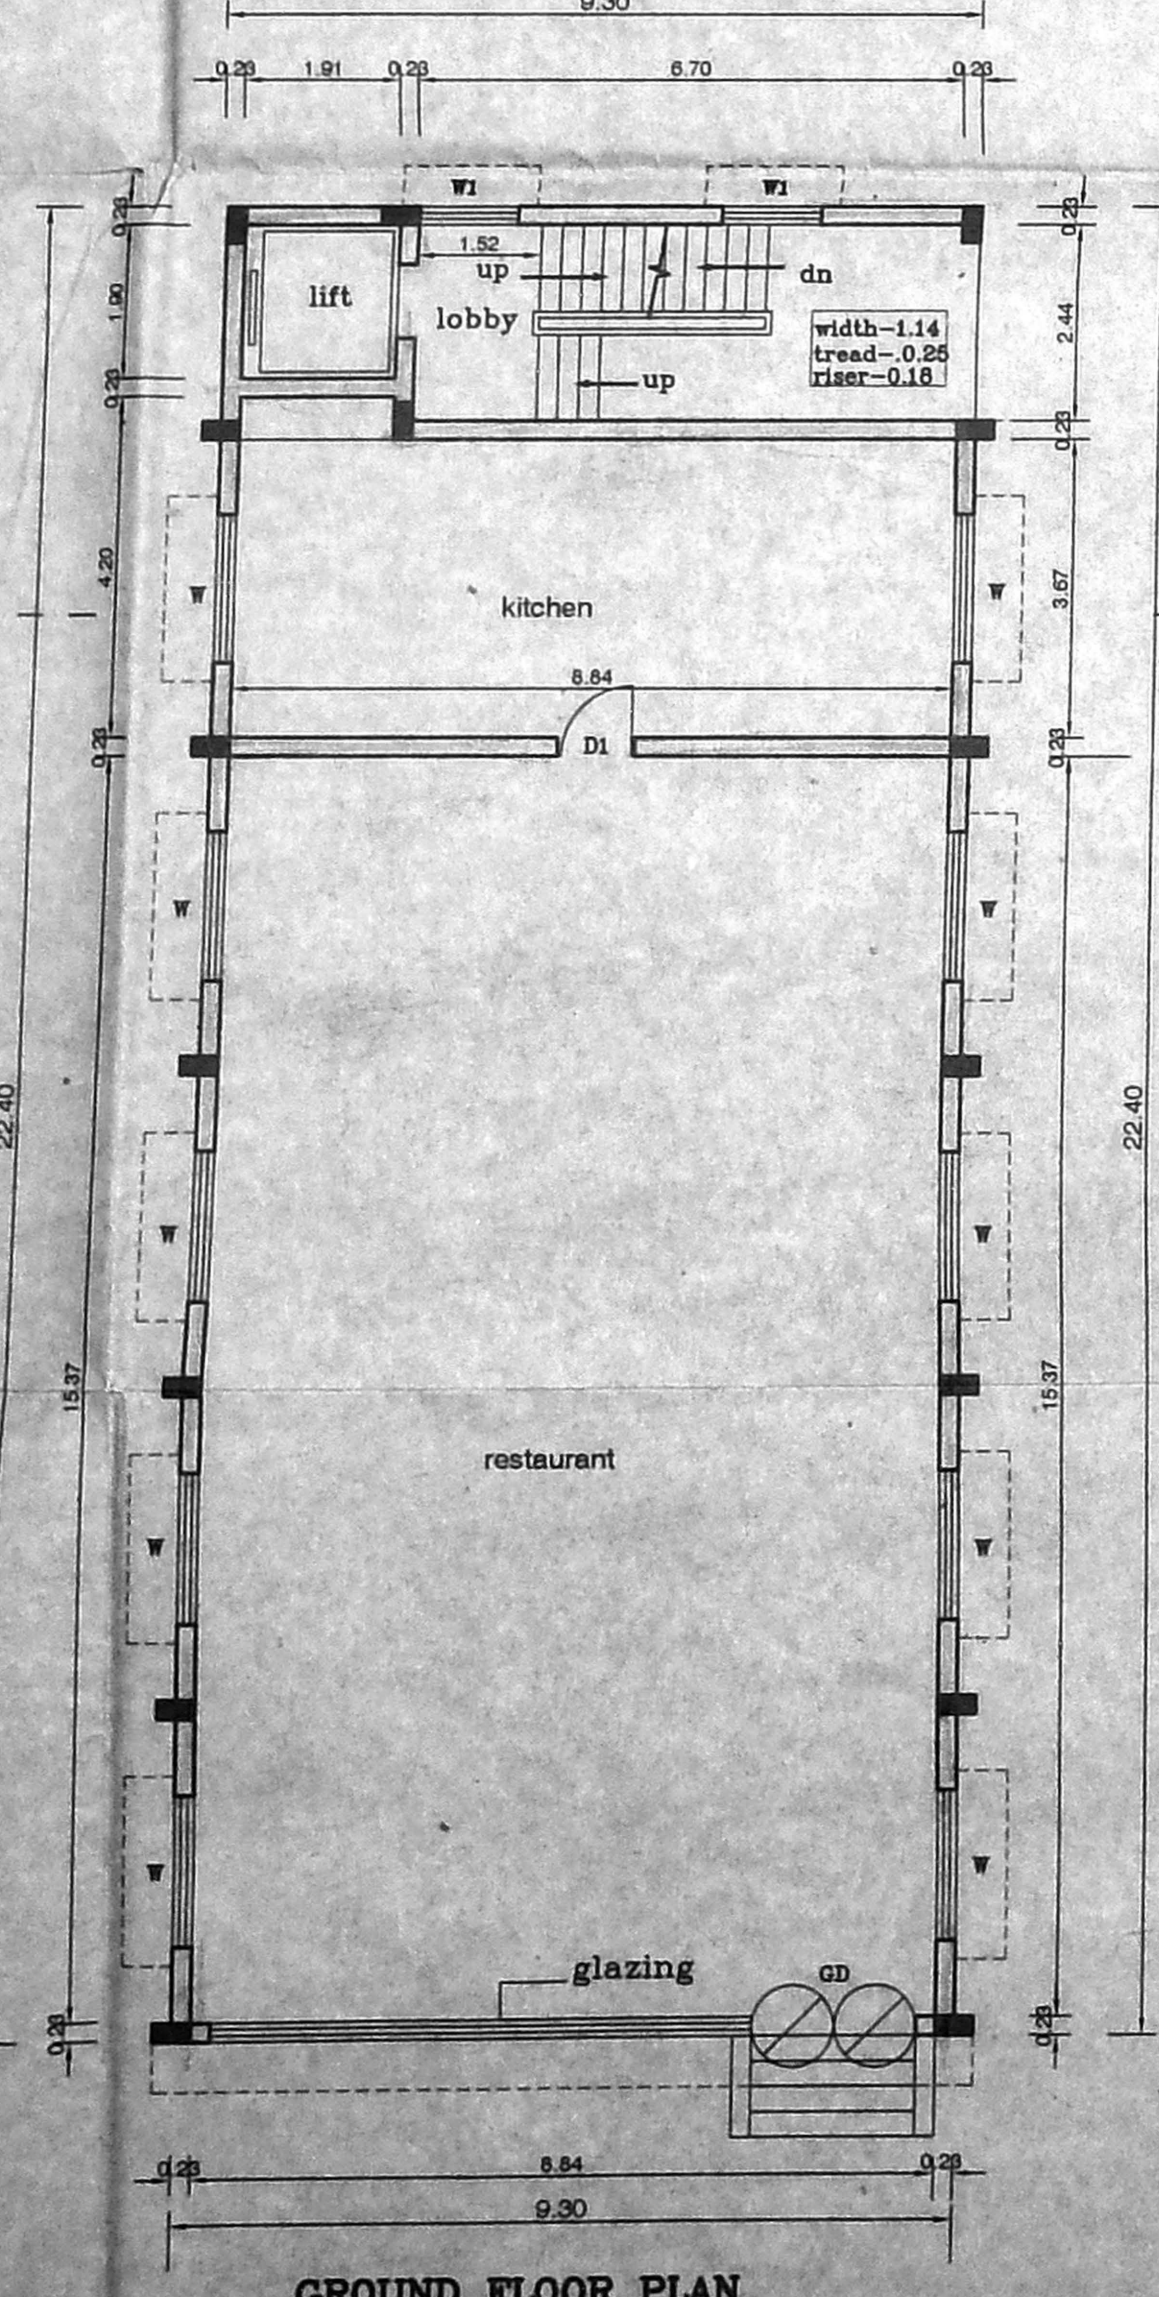 9.30
0.23 1.91 0.23 6.70 0.23
W1 W1
0.23 0.23
1.52
up dn
lift
lobby
1.90 2.44
width-1.14
tread-.0.25
riser-0.18
up
0.23 0.23
4.20 3.67
W W
kitchen
8.84
0.23 D1 0.23
W W
22.40 22.40
W W
15.37 15.37
restaurant
W W
W W
glazing GD
0.23 0.23
0.23 8.84 0.23
9.30
GROUND FLOOR PLAN